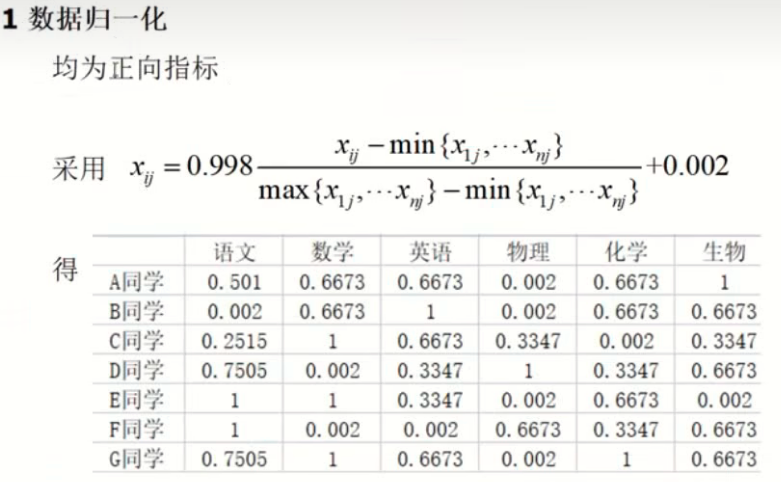 1 数据归一化
均为正向指标
采用 x_{ij} = 0.998 \frac{x_{ij} - min{x_{1j}, ⋯ x_{nj}}}{max{x_{1j}, ⋯ x_{nj}} - min{x_{1j}, ⋯ x_{nj}}} +0.002
得
语文 数学 英语 物理 化学 生物
A同学 0.501 0.6673 0.6673 0.002 0.6673 1
B同学 0.002 0.6673 1 0.002 0.6673 0.6673
C同学 0.2515 1 0.6673 0.3347 0.002 0.3347
D同学 0.7505 0.002 0.3347 1 0.3347 0.6673
E同学 1 1 0.3347 0.002 0.6673 0.002
F同学 1 0.002 0.002 0.6673 0.3347 0.6673
G同学 0.7505 1 0.6673 0.002 1 0.6673